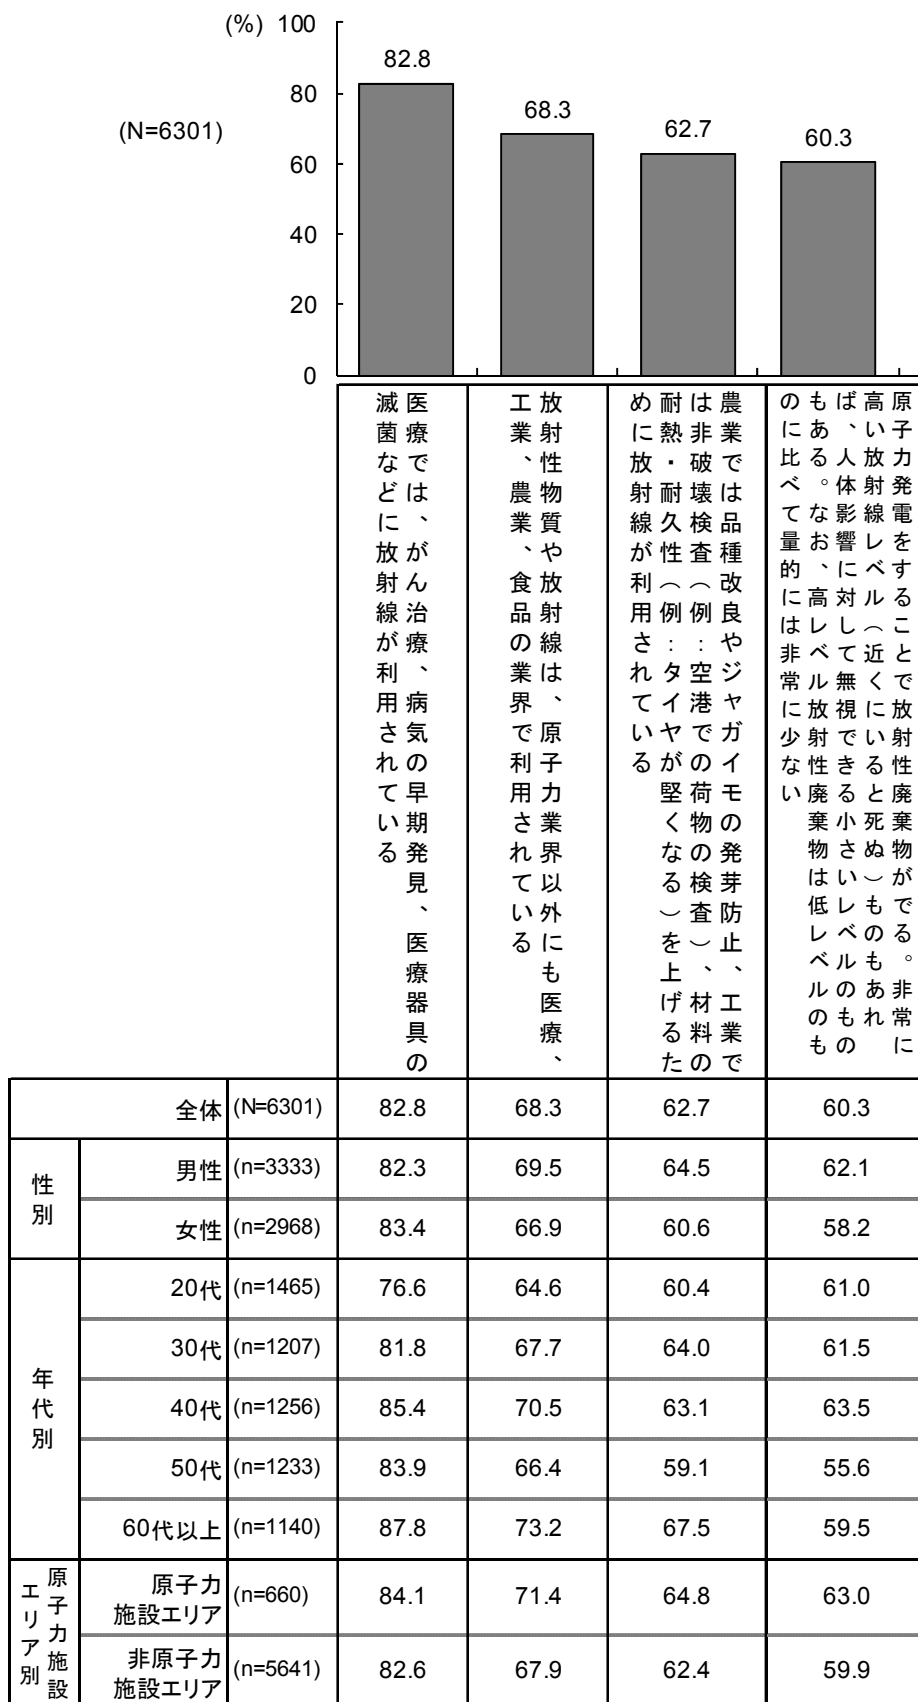 (%)
100
80
60
40
20
0
(N=6301)
82.8
68.3
62.7
60.3
医療では、がん治療、病気の早期発見、医療器具の
滅菌などに放射線が利用されている
放射性物質や放射線は、原子力業界以外にも医療、
工業、農業、食品の業界で利用されている
農業では品種改良やジャガイモの発芽防止、工業で
は非破壊検査（例：空港での荷物の検査）、材料の
耐熱・耐久性（例：タイヤが堅くなる）を上げるた
めに放射線が利用されている
原子力発電をすることで放射性廃棄物がでる。非常に
高い放射線レベル（近くにいると死ぬ）ものもあれ
ば、人体影響に対して無視できる小さいレベルのもの
もある。なお、高レベル放射性廃棄物は低レベルのも
のに比べて量的には非常に少ない
全体 (N=6301) 82.8 68.3 62.7 60.3
性別
男性 (n=3333) 82.3 69.5 64.5 62.1
女性 (n=2968) 83.4 66.9 60.6 58.2
年代別
20代 (n=1465) 76.6 64.6 60.4 61.0
30代 (n=1207) 81.8 67.7 64.0 61.5
40代 (n=1256) 85.4 70.5 63.1 63.5
50代 (n=1233) 83.9 66.4 59.1 55.6
60代以上 (n=1140) 87.8 73.2 67.5 59.5
原子力施設
エリア別
原子力
施設エリア (n=660) 84.1 71.4 64.8 63.0
非原子力
施設エリア (n=5641) 82.6 67.9 62.4 59.9